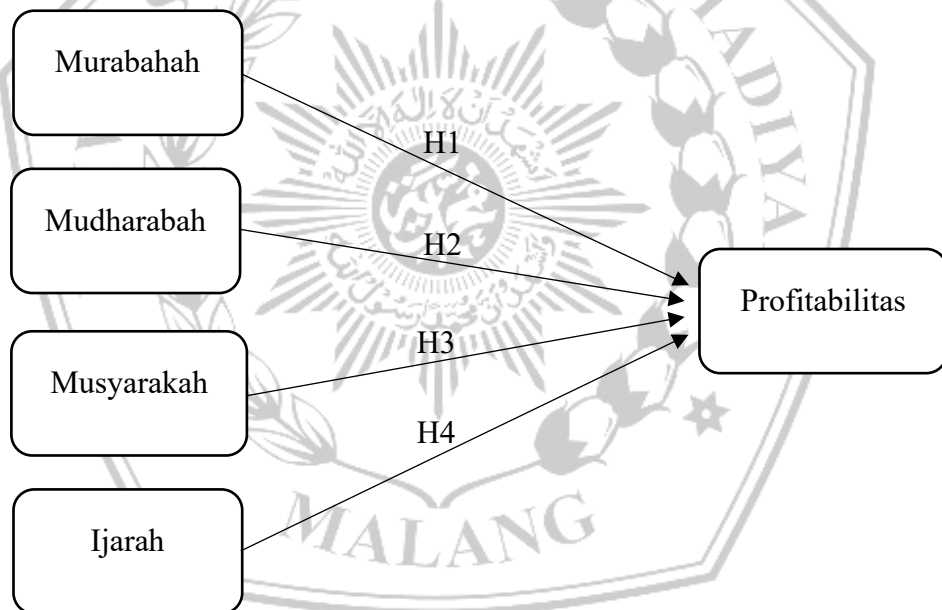 Murabahah
H1
Mudharabah
H2
Profitabilitas
Musyarakah
H3
H4
Ijarah
MALANG